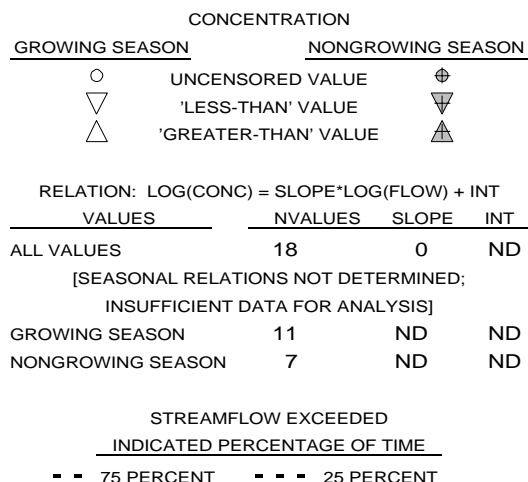 CONCENTRATION
GROWING SEASON NONGROWING SEASON
UNCENSORED VALUE
'LESS-THAN' VALUE
'GREATER-THAN' VALUE
RELATION: LOG(CONC) = SLOPE*LOG(FLOW) + INT
VALUES NVALUES SLOPE INT
ALL VALUES 18 0 ND
[SEASONAL RELATIONS NOT DETERMINED;
INSUFFICIENT DATA FOR ANALYSIS]
GROWING SEASON 11 ND ND
NONGROWING SEASON 7 ND ND
STREAMFLOW EXCEEDED
INDICATED PERCENTAGE OF TIME
75 PERCENT 25 PERCENT